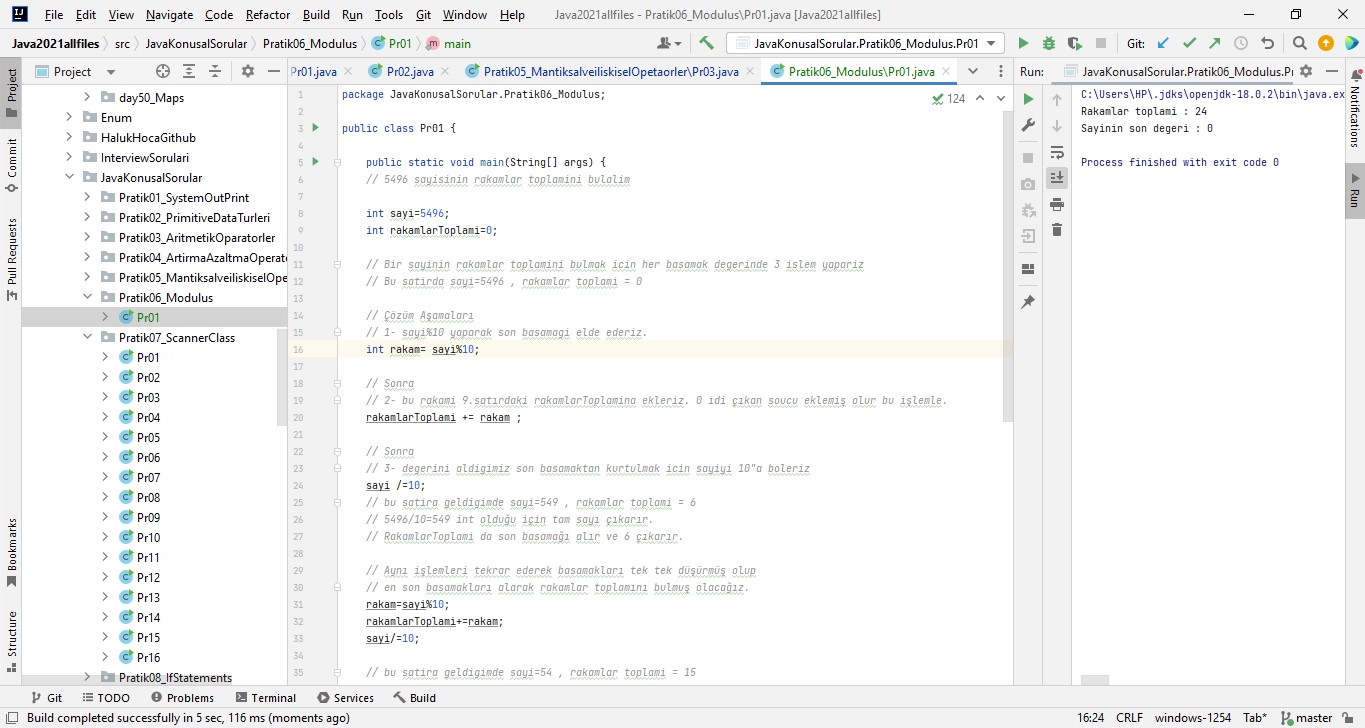 File Edit View Navigate Code Refactor Build Run Tools Git Window Help Java2021allfiles - Pratik06_Modulus\Pr01.java [Java2021allfiles]
Java2021allfiles src JavaKonusalSorular Pratik06_Modulus Pr01 main JavaKonusalSorular.Pratik06_Modulus.Pr01 Git:
Project
Commit
Pull Requests
Bookmarks
Structure
Project
day50_Maps
Enum
HalukHocaGithub
InterviewSorulari
JavaKonusalSorular
Pratik01_SystemOutPrint
Pratik02_PrimitiveDataTurleri
Pratik03_AritmetikOparatorler
Pratik04_ArtirmaAzaltmaOperat
Pratik05_MantiksalveiliskiselOpe
Pratik06_Modulus
Pr01
Pratik07_ScannerClass
Pr01
Pr02
Pr03
Pr04
Pr05
Pr06
Pr07
Pr08
Pr09
Pr10
Pr11
Pr12
Pr13
Pr14
Pr15
Pr16
Pratik08_IfStatements
Pr01.java Pr02.java Pratik05_MantiksalveiliskiselOpetaorler\Pr03.java Pratik06_Modulus\Pr01.java
124
1 package JavaKonusalSorular.Pratik06_Modulus;
2
3 public class Pr01 {
4
5 public static void main(String[] args) {
6 // 5496 sayisinin rakamlar toplamini bulalim
7
8 int sayi=5496;
9 int rakamlarToplami=0;
10
11 // Bir sayinin rakamlar toplamini bulmak icin her basamak degerinde 3 islem yapariz
12 // Bu satirda sayi=5496 , rakamlar toplami = 0
13
14 // Çözüm Aşamaları
15 // 1- sayi%10 yaparak son basamagi elde ederiz.
16 int rakam= sayi%10;
17
18 // Sonra
19 // 2- bu rakami 9.satırdaki rakamlarToplamina ekleriz. 0 idi çıkan soucu eklemiş olur bu işlemle.
20 rakamlarToplami += rakam ;
21
22 // Sonra
23 // 3- degerini aldigimiz son basamaktan kurtulmak icin sayiyi 10"a boleriz
24 sayi /=10;
25 // bu satira geldigimde sayi=549 , rakamlar toplami = 6
26 // 5496/10=549 int olduğu için tam sayı çıkarır.
27 // RakamlarToplami da son basamağı alır ve 6 çıkarır.
28
29 // Aynı işlemleri tekrar ederek basamakları tek tek düşürmüş olup
30 // en son basamakları alarak rakamlar toplamını bulmuş olacağız.
31 rakam=sayi%10;
32 rakamlarToplami+=rakam;
33 sayi/=10;
34
35 // bu satira geldigimde sayi=54 , rakamlar toplami = 15
Run: JavaKonusalSorular.Pratik06_Modulus.Pr
C:\Users\HP\.jdks\openjdk-18.0.2\bin\java.ex
Rakamlar toplami : 24
Sayinin son degeri : 0
Process finished with exit code 0
Notifications
Run
Git TODO Problems Terminal Services Build
Build completed successfully in 5 sec, 116 ms (moments ago) 16:24 CRLF windows-1254 Tab* master